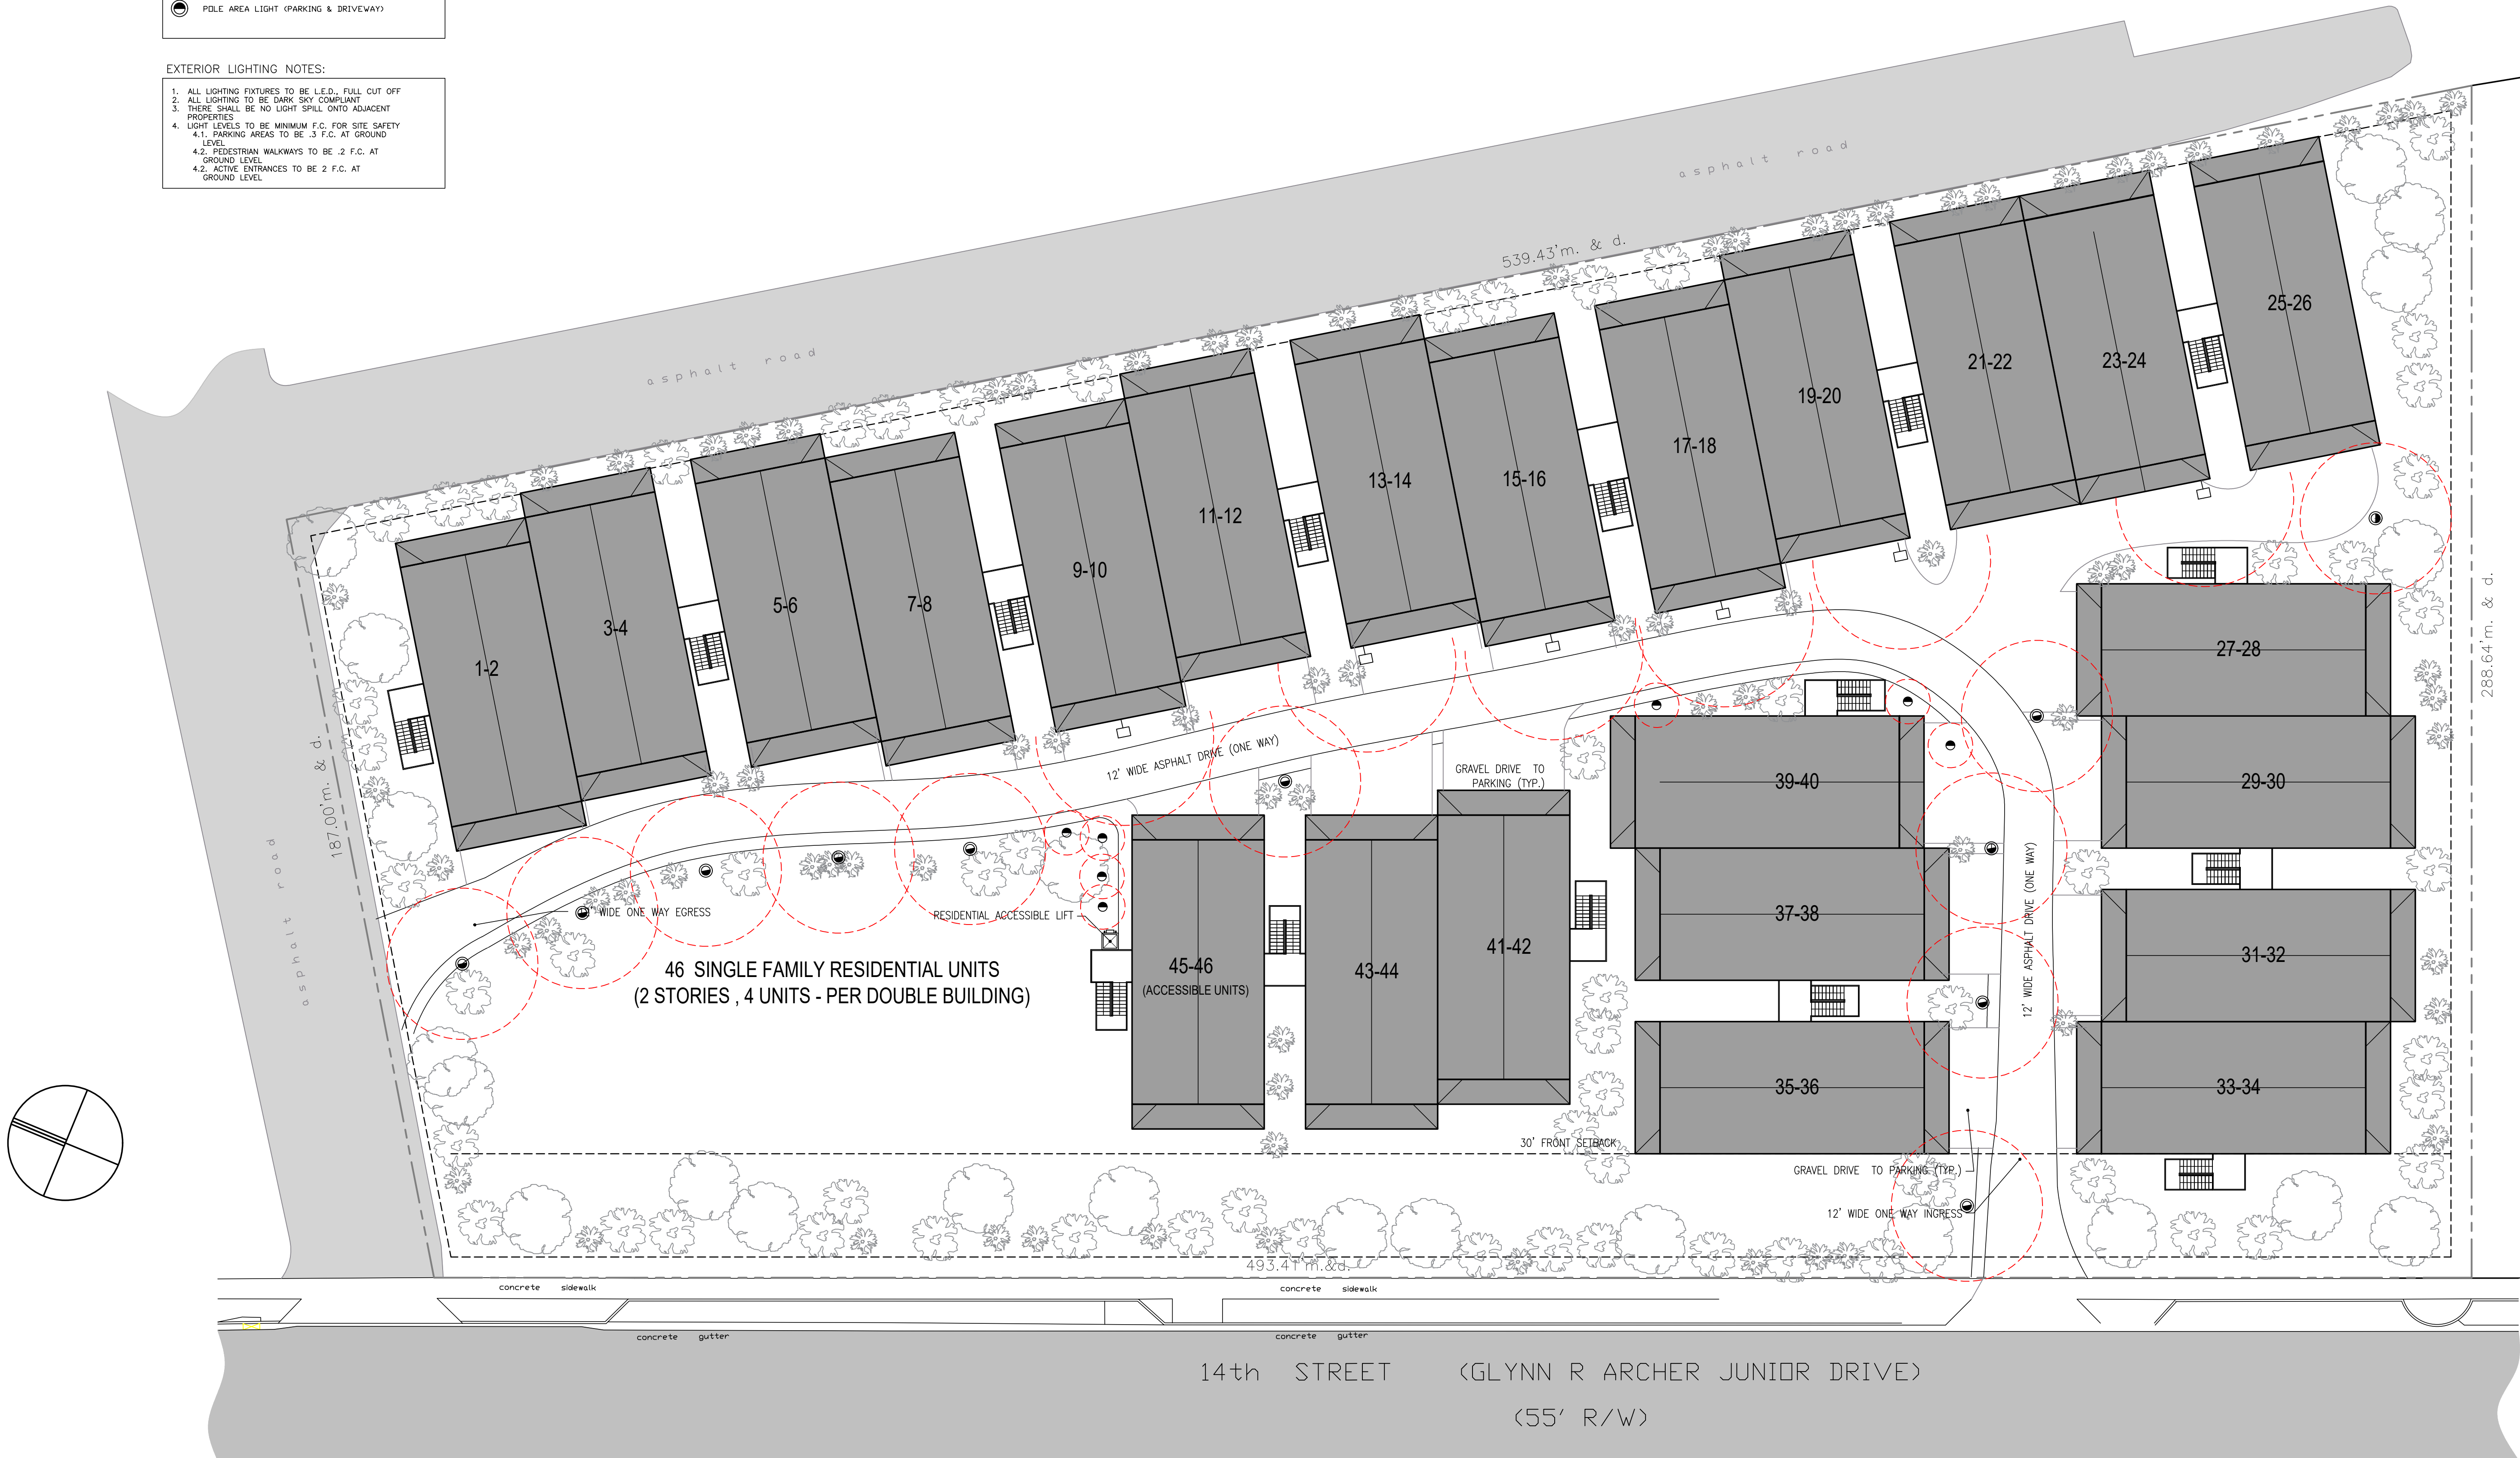 POLE AREA LIGHT (PARKING & DRIVEWAY)
EXTERIOR LIGHTING NOTES:
1. ALL LIGHTING FIXTURES TO BE L.E.D., FULL CUT OFF
2. ALL LIGHTING TO BE DARK SKY COMPLIANT
3. THERE SHALL BE NO LIGHT SPILL ONTO ADJACENT
PROPERTIES
4. LIGHT LEVELS TO BE MINIMUM F.C. FOR SITE SAFETY
4.1. PARKING AREAS TO BE .3 F.C. AT GROUND
LEVEL
4.2. PEDESTRIAN WALKWAYS TO BE .2 F.C. AT
GROUND LEVEL
4.2. ACTIVE ENTRANCES TO BE 2 F.C. AT
GROUND LEVEL
asphalt road
539.43'm. & d.
asphalt road
25-26
23-24
21-22
19-20
17-18
15-16
13-14
11-12
9-10
7-8
5-6
3-4
1-2
288.64'm. & d.
187.00'm. & d.
asphalt road
27-28
29-30
31-32
33-34
39-40
37-38
35-36
12' WIDE ASPHALT DRIVE (ONE WAY)
12' WIDE ASPHALT DRIVE (ONE WAY)
GRAVEL DRIVE TO
PARKING (TYP.)
WIDE ONE WAY EGRESS
RESIDENTIAL ACCESSIBLE LIFT
41-42
43-44
45-46
(ACCESSIBLE UNITS)
46 SINGLE FAMILY RESIDENTIAL UNITS
(2 STORIES , 4 UNITS - PER DOUBLE BUILDING)
30' FRONT SETBACK
GRAVEL DRIVE TO PARKING (TYP.)
12' WIDE ONE WAY INGRESS
493.41'm.&d.
concrete sidewalk
concrete sidewalk
concrete gutter
concrete gutter
14th STREET (GLYNN R ARCHER JUNIOR DRIVE)
(55' R/W)